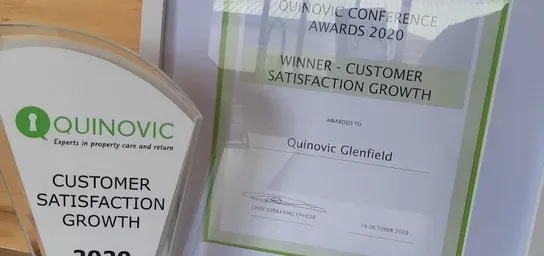 QUINOVIC
Experts in property care and return
CUSTOMER
SATISFACTION
GROWTH
2020
QUINOVIC CONFERENCE
AWARDS 2020
WINNER - CUSTOMER
SATISFACTION GROWTH
AWARDED TO
Quinovic Glenfield
CHIEF OPERATING OFFICER
16 OCTOBER 2020